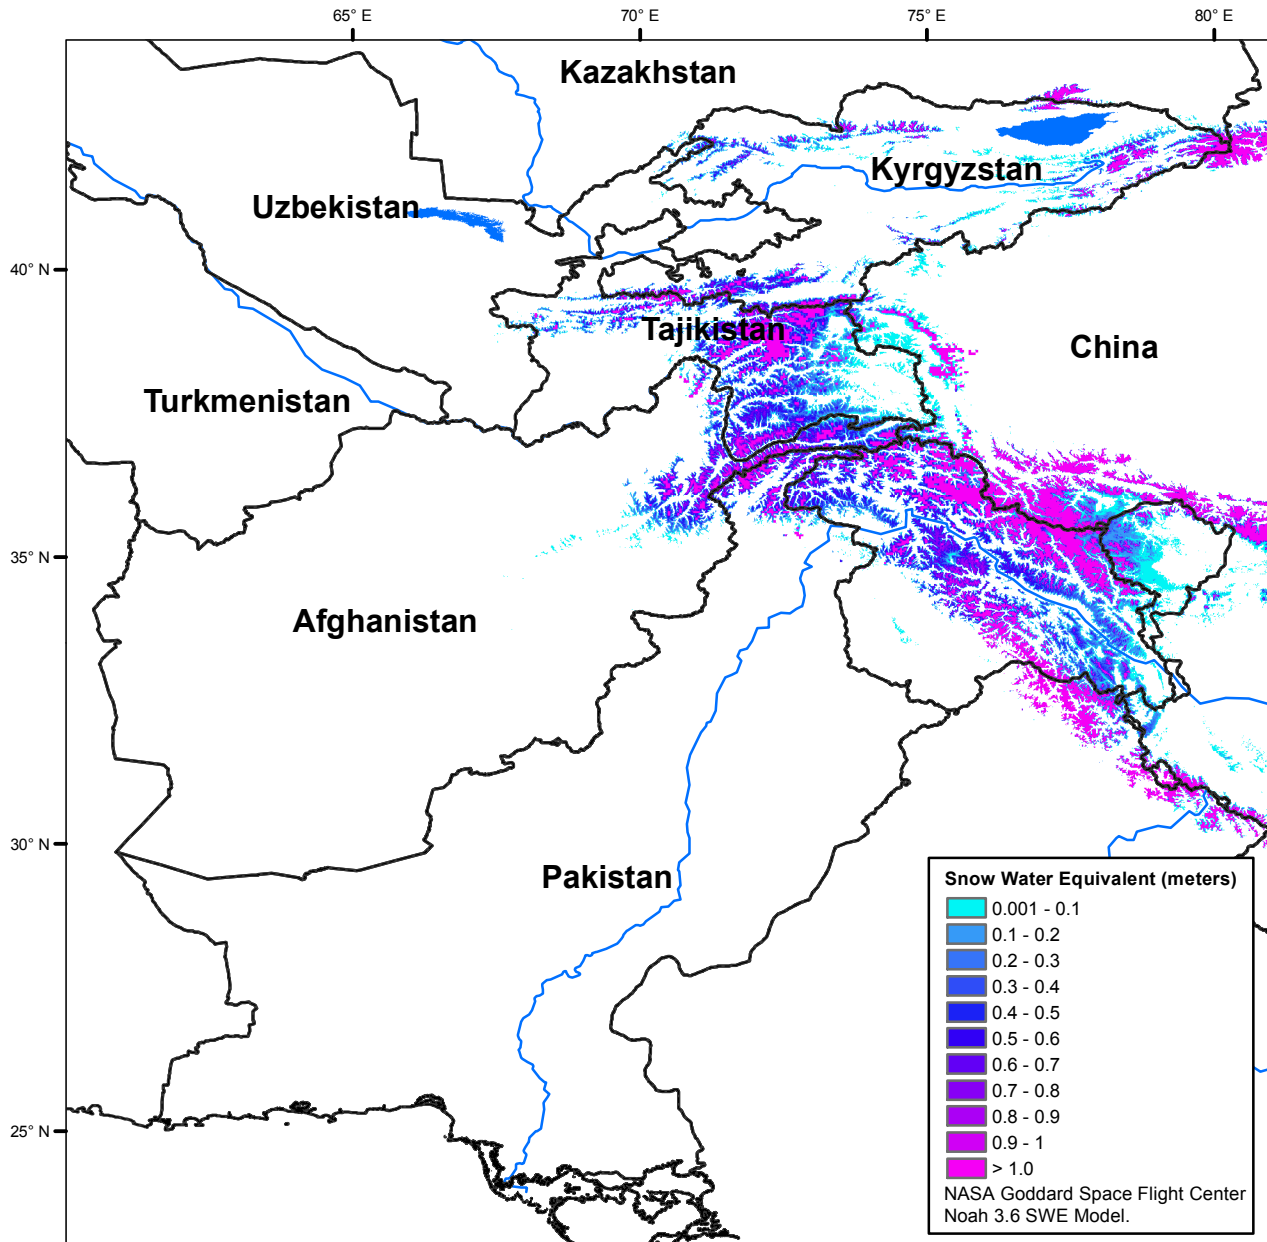 65° E
70° E
75° E
80° E
Kazakhstan
Kyrgyzstan
Uzbekistan
40° N
Tajikistan
China
Turkmenistan
35° N
Afghanistan
30° N
Pakistan
25° N
Snow Water Equivalent (meters)
0.001 - 0.1
0.1 - 0.2
0.2 - 0.3
0.3 - 0.4
0.4 - 0.5
0.5 - 0.6
0.6 - 0.7
0.7 - 0.8
0.8 - 0.9
0.9 - 1
> 1.0
NASA Goddard Space Flight Center
Noah 3.6 SWE Model.